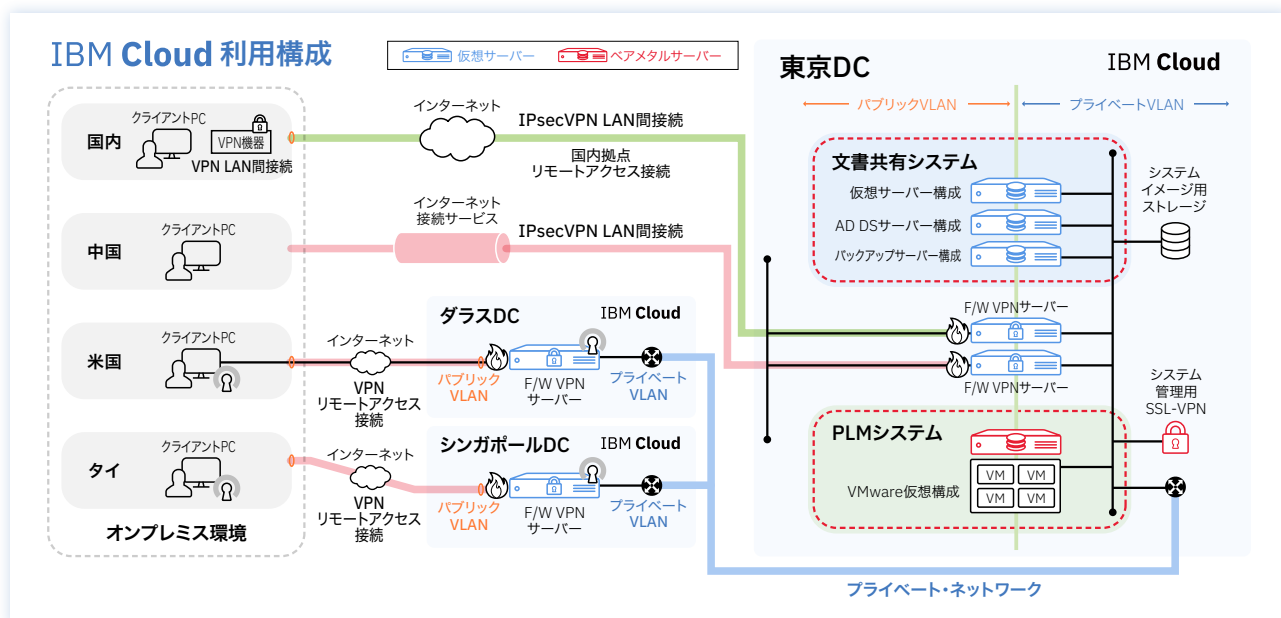 IBM Cloud 利用構成
仮想サーバー
ベアメタルサーバー
東京DC
IBM Cloud
パブリックVLAN
プライベートVLAN
国内
クライアントPC
VPN機器
VPN LAN間接続
インターネット
IPsecVPN LAN間接続
国内拠点
リモートアクセス接続
中国
クライアントPC
インターネット
接続サービス
IPsecVPN LAN間接続
米国
クライアントPC
インターネット
VPN
リモートアクセス
接続
ダラスDC
IBM Cloud
パブリック
VLAN
F/W VPN
サーバー
プライベート
VLAN
タイ
クライアントPC
インターネット
VPN
リモートアクセス
接続
シンガポールDC
IBM Cloud
パブリック
VLAN
F/W VPN
サーバー
プライベート
VLAN
オンプレミス環境
文書共有システム
仮想サーバー構成
AD DSサーバー構成
バックアップサーバー構成
システム
イメージ用
ストレージ
F/W VPNサーバー
F/W VPNサーバー
システム
管理用
SSL-VPN
PLMシステム
VMware仮想構成
VM VM
VM VM
プライベート・ネットワーク